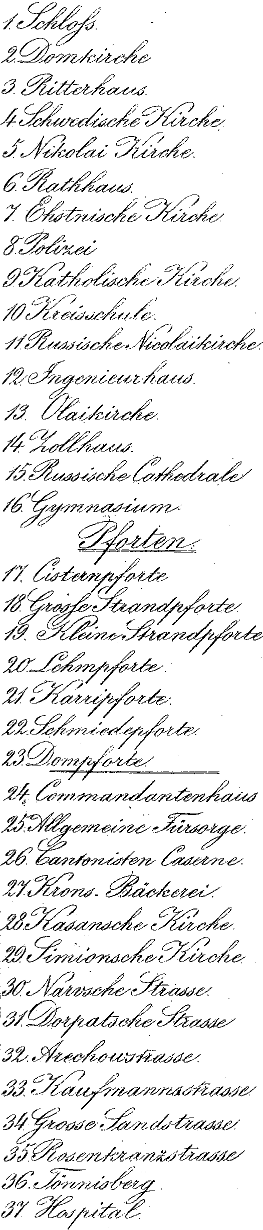 1. Schloß.
2. Domkirche
3. Ritterhaus.
4. Schwedische Kirche.
5. Nikolai Kirche.
6. Rathhaus.
7. Ehstnische Kirche
8. Polizei
9. Katholische Kirche.
10. Kreisschule.
11. Russische Nicolaikirche.
12. Ingenieurhaus.
13. Olaikirche.
14. Zollhaus.
15. Russische Cathedrale
16. Gymnasium.
Pforten.
17. Cisternpforte
18. Grosse Strandpforte.
19. Kleine Strandpforte
20. Lehmpforte.
21. Karripforte.
22. Schmiedepforte.
23. Dompforte.
24. Commandantenhaus
25. Allgemeine Fürsorge.
26. Cantonisten Caserne.
27. Krons-Bäckerei.
28. Kasansche Kirche.
29. Simionsche Kirche.
30. Narvsche Strasse.
31. Dorpatsche Strasse
32. Arechowstrasse.
33. Kaufmannsstrasse
34. Grosse Sandstrasse
35. Rosenkranzstrasse
36. Tönnisberg.
37. Hospital.